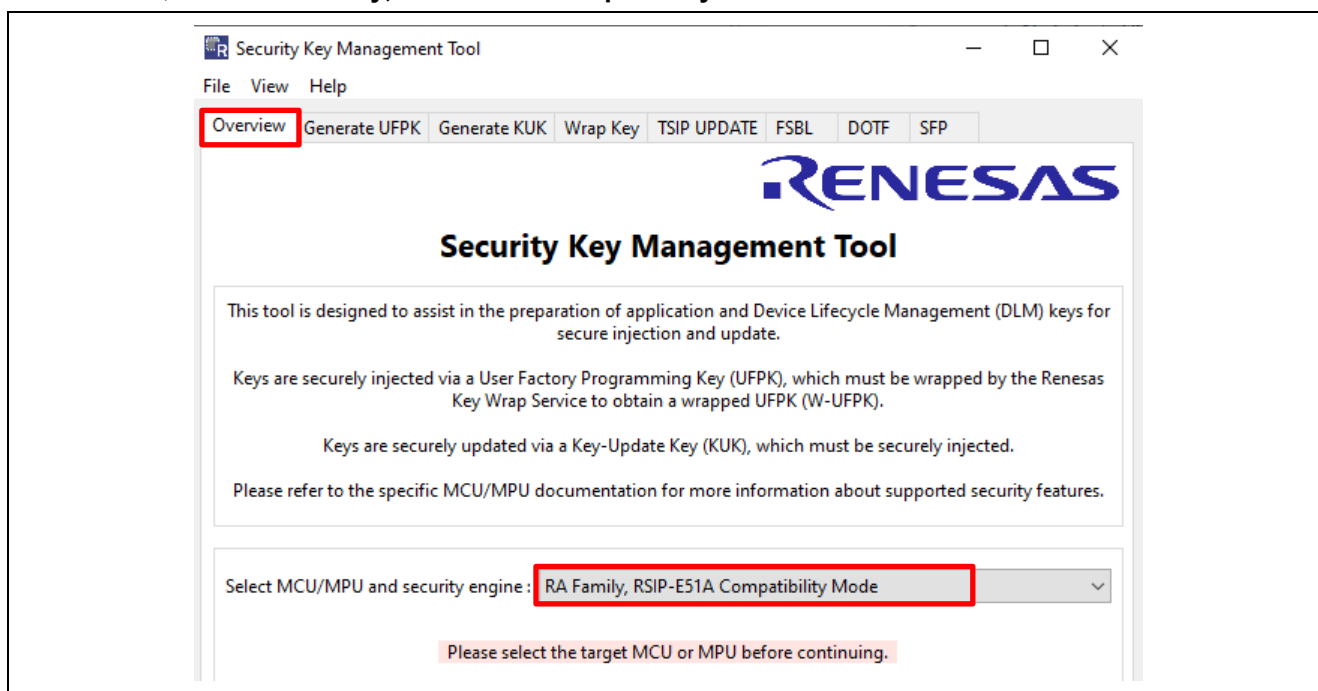 Security Key Management Tool
File View Help
Overview Generate UFPK Generate KUK Wrap Key TSIP UPDATE FSBL DOTF SFP
RENESAS
Security Key Management Tool
This tool is designed to assist in the preparation of application and Device Lifecycle Management (DLM) keys for
secure injection and update.
Keys are securely injected via a User Factory Programming Key (UFPK), which must be wrapped by the Renesas
Key Wrap Service to obtain a wrapped UFPK (W-UFPK).
Keys are securely updated via a Key-Update Key (KUK), which must be securely injected.
Please refer to the specific MCU/MPU documentation for more information about supported security features.
Select MCU/MPU and security engine : RA Family, RSIP-E51A Compatibility Mode
Please select the target MCU or MPU before continuing.